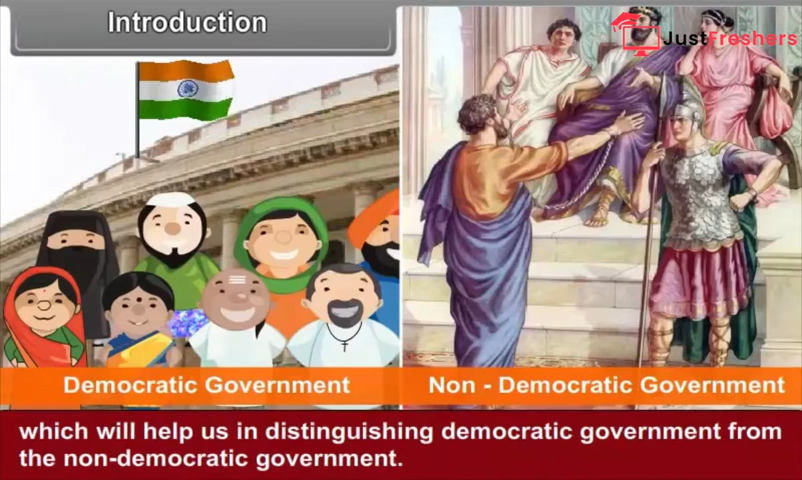 Introduction
JustFreshers
Democratic Government
Non - Democratic Government
which will help us in distinguishing democratic government from
the non-democratic government.